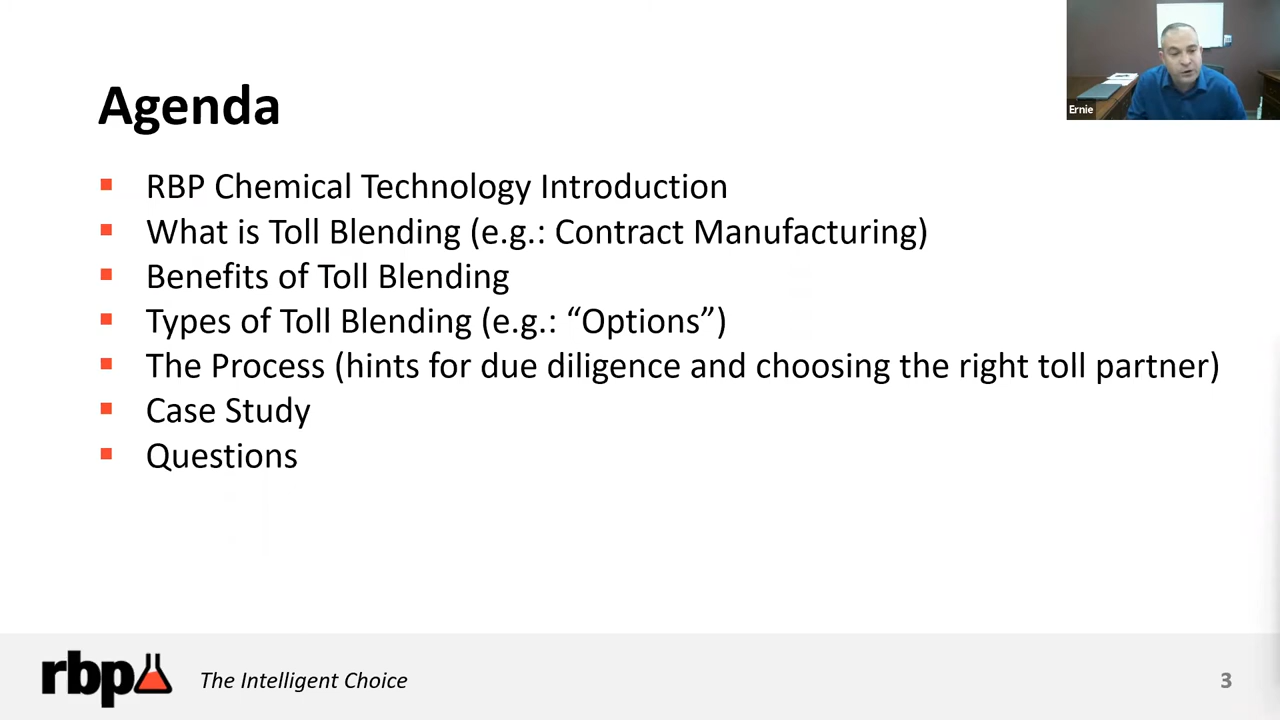 Agenda
Ernie
RBP Chemical Technology Introduction
What is Toll Blending (e.g.: Contract Manufacturing)
Benefits of Toll Blending
Types of Toll Blending (e.g.: “Options”)
The Process (hints for due diligence and choosing the right toll partner)
Case Study
Questions
rbp
The Intelligent Choice
3